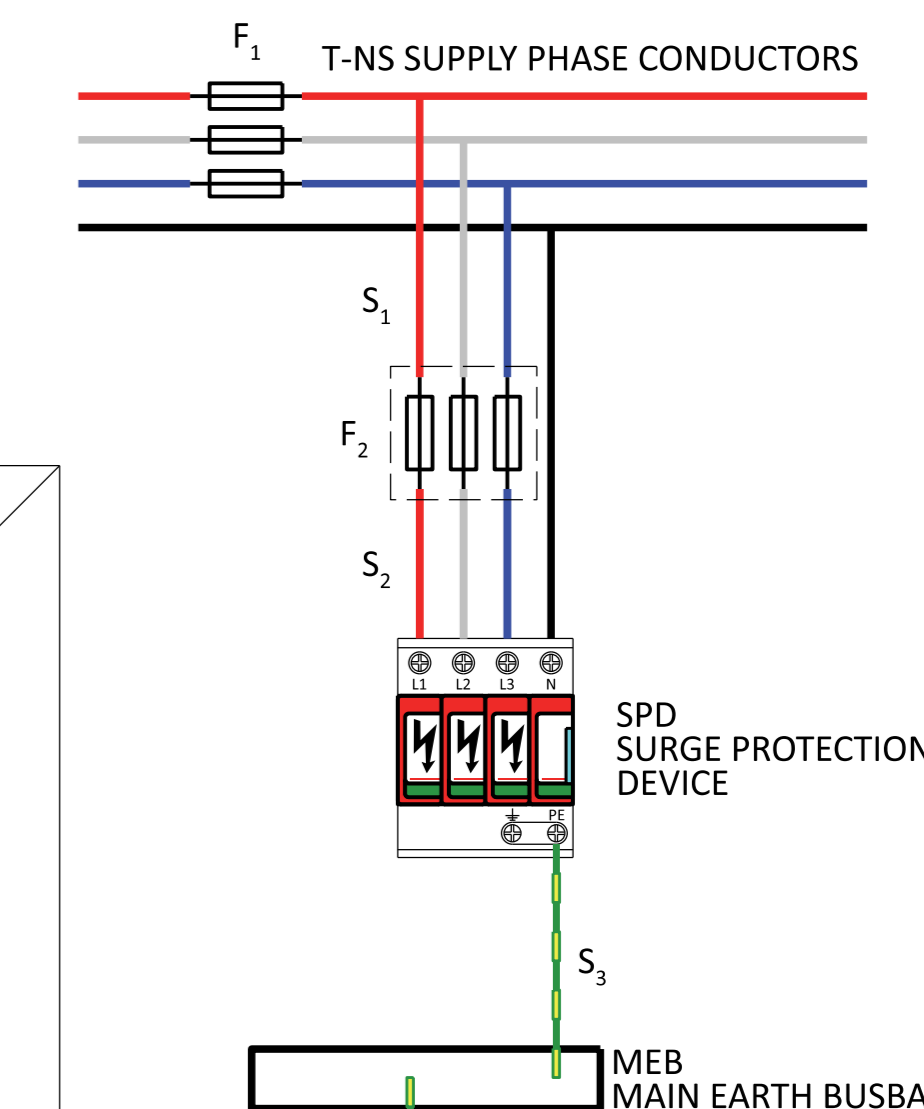 F1
T-NS SUPPLY PHASE CONDUCTORS
S1
F2
S2
L1 L2 L3 N
SPD
SURGE PROTECTION
DEVICE
PE
S3
MEB
MAIN EARTH BUSBA